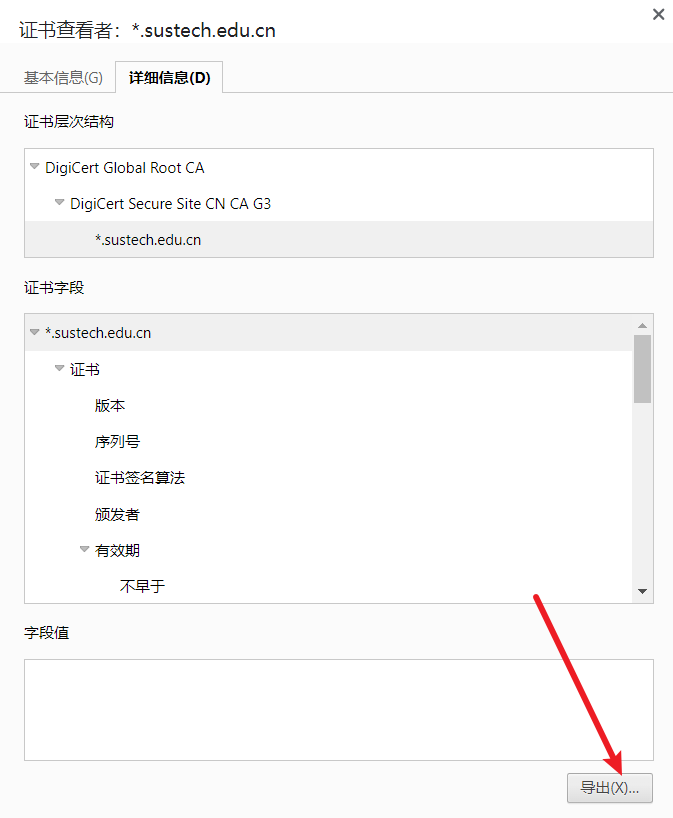 证书查看者：*.sustech.edu.cn
基本信息(G) 详细信息(D)
证书层次结构
DigiCert Global Root CA
DigiCert Secure Site CN CA G3
*.sustech.edu.cn
证书字段
*.sustech.edu.cn
证书
版本
序列号
证书签名算法
颁发者
有效期
不早于
字段值
导出(X)...